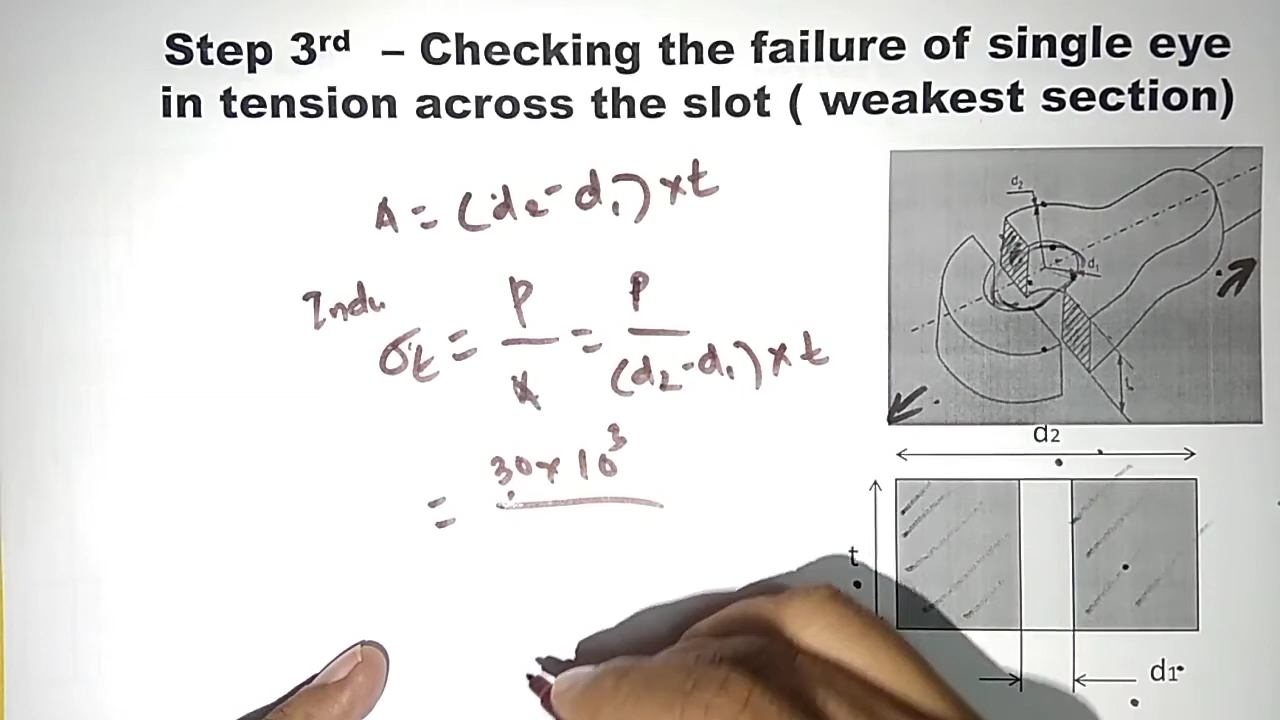 Step 3rd – Checking the failure of single eye
in tension across the slot ( weakest section)
A = (d2 - d1) x t
Indu
σt = P / A = P / (d2 - d1) x t
= 30 x 10³
d2
d1
t
d2
t
d1